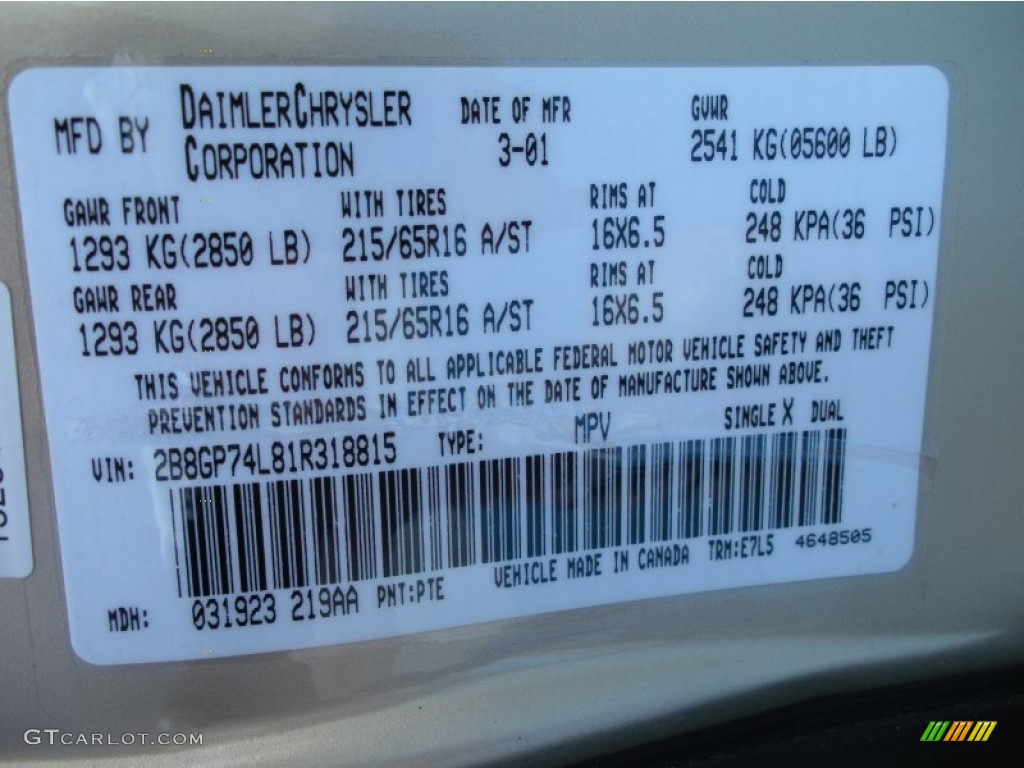 MFD BY DAIMLERCHRYSLER CORPORATION DATE OF MFR 3-01 GVWR 2541 KG(05600 LB)
GAWR FRONT WITH TIRES RIMS AT COLD
1293 KG(2850 LB) 215/65R16 A/ST 16X6.5 248 KPA(36 PSI)
GAWR REAR WITH TIRES RIMS AT COLD
1293 KG(2850 LB) 215/65R16 A/ST 16X6.5 248 KPA(36 PSI)
THIS VEHICLE CONFORMS TO ALL APPLICABLE FEDERAL MOTOR VEHICLE SAFETY AND THEFT
PREVENTION STANDARDS IN EFFECT ON THE DATE OF MANUFACTURE SHOWN ABOVE.
VIN: 2B8GP74L81R318815 TYPE: MPV SINGLE X DUAL
MDH: 031923 219AA PNT:PTE VEHICLE MADE IN CANADA TRM:E7L5 4648505
GTCARLOT.COM